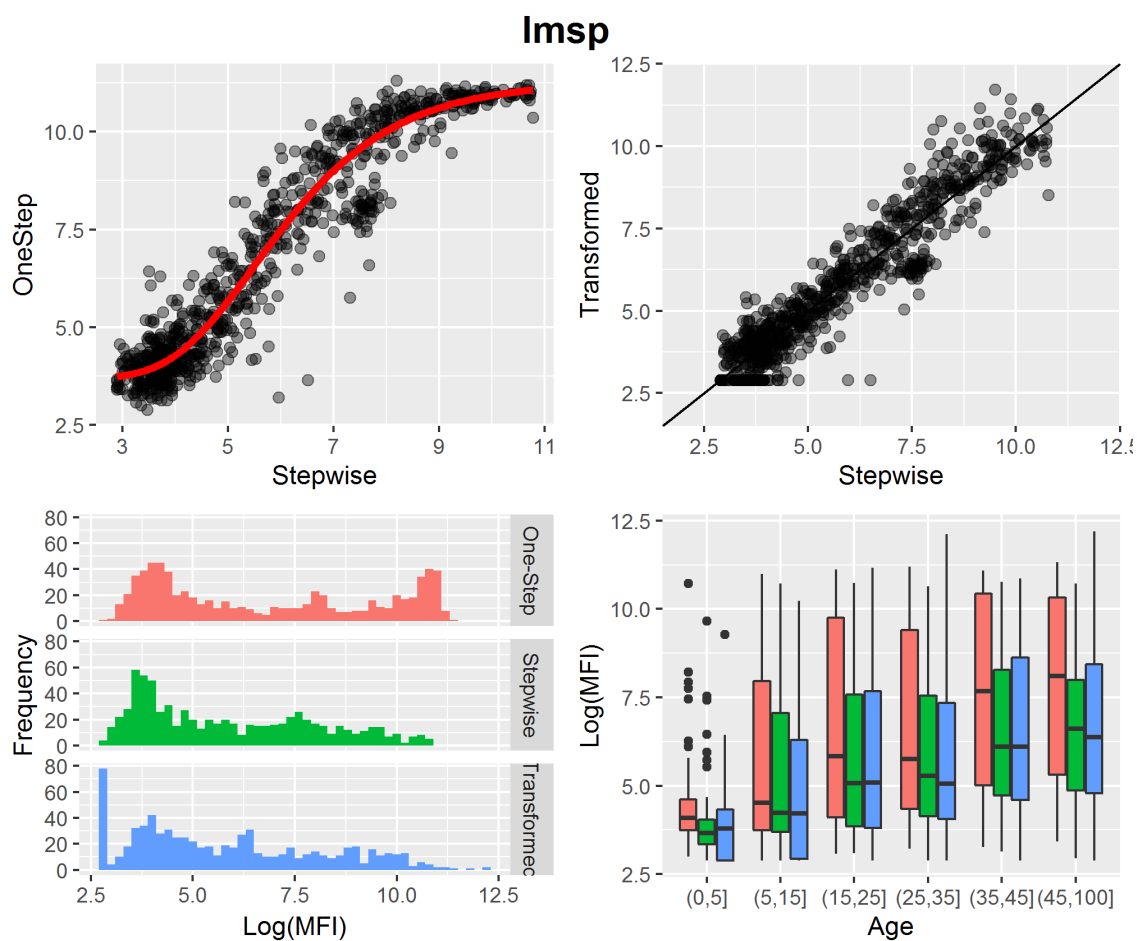 lmsp
OneStep
10.0
7.5
5.0
2.5
3 5 7 9 11
Stepwise
Transformed
12.5
10.0
7.5
5.0
2.5
2.5 5.0 7.5 10.0 12.5
Stepwise
Frequency
80
60
40
20
0
One-Step
80
60
40
20
0
Stepwise
80
60
40
20
0
Transformed
2.5 5.0 7.5 10.0 12.5
Log(MFI)
Log(MFI)
12.5
10.0
7.5
5.0
2.5
(0,5] (5,15] (15,25] (25,35] (35,45] (45,100]
Age